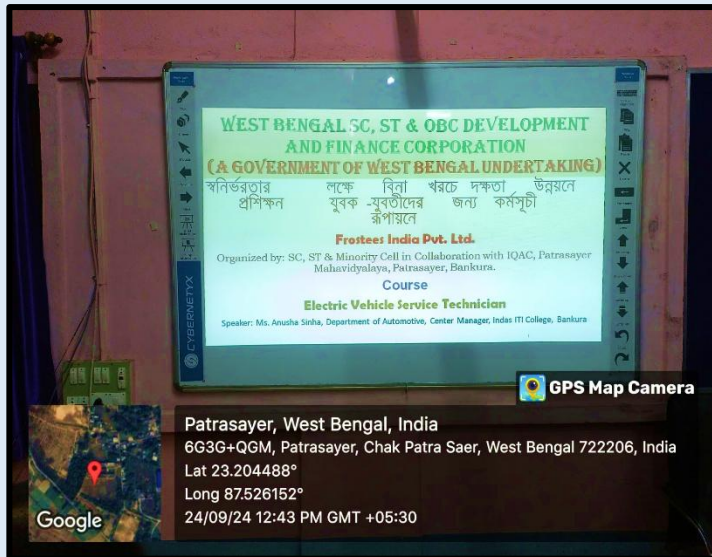 WEST BENGAL SC, ST & OBC DEVELOPMENT
AND FINANCE CORPORATION
(A GOVERNMENT OF WEST BENGAL UNDERTAKING)
স্বনির্ভরতার লক্ষে বিনা খরচে দক্ষতা উন্নয়নে
প্রশিক্ষন যুবক -যুবতীদের জন্য কর্মসূচী
রূপায়নে
Frostees India Pvt. Ltd.
Organized by: SC, ST & Minority Cell in Collaboration with IQAC, Patrasayer
Mahavidyalaya, Patrasayer, Bankura.
Course
Electric Vehicle Service Technician
Speaker: Ms. Anusha Sinha, Department of Automotive, Center Manager, Indas ITI College, Bankura
CYBERNETYX
GPS Map Camera
Patrasayer, West Bengal, India
6G3G+QGM, Patrasayer, Chak Patra Saer, West Bengal 722206, India
Lat 23.204488°
Long 87.526152°
24/09/24 12:43 PM GMT +05:30
Google